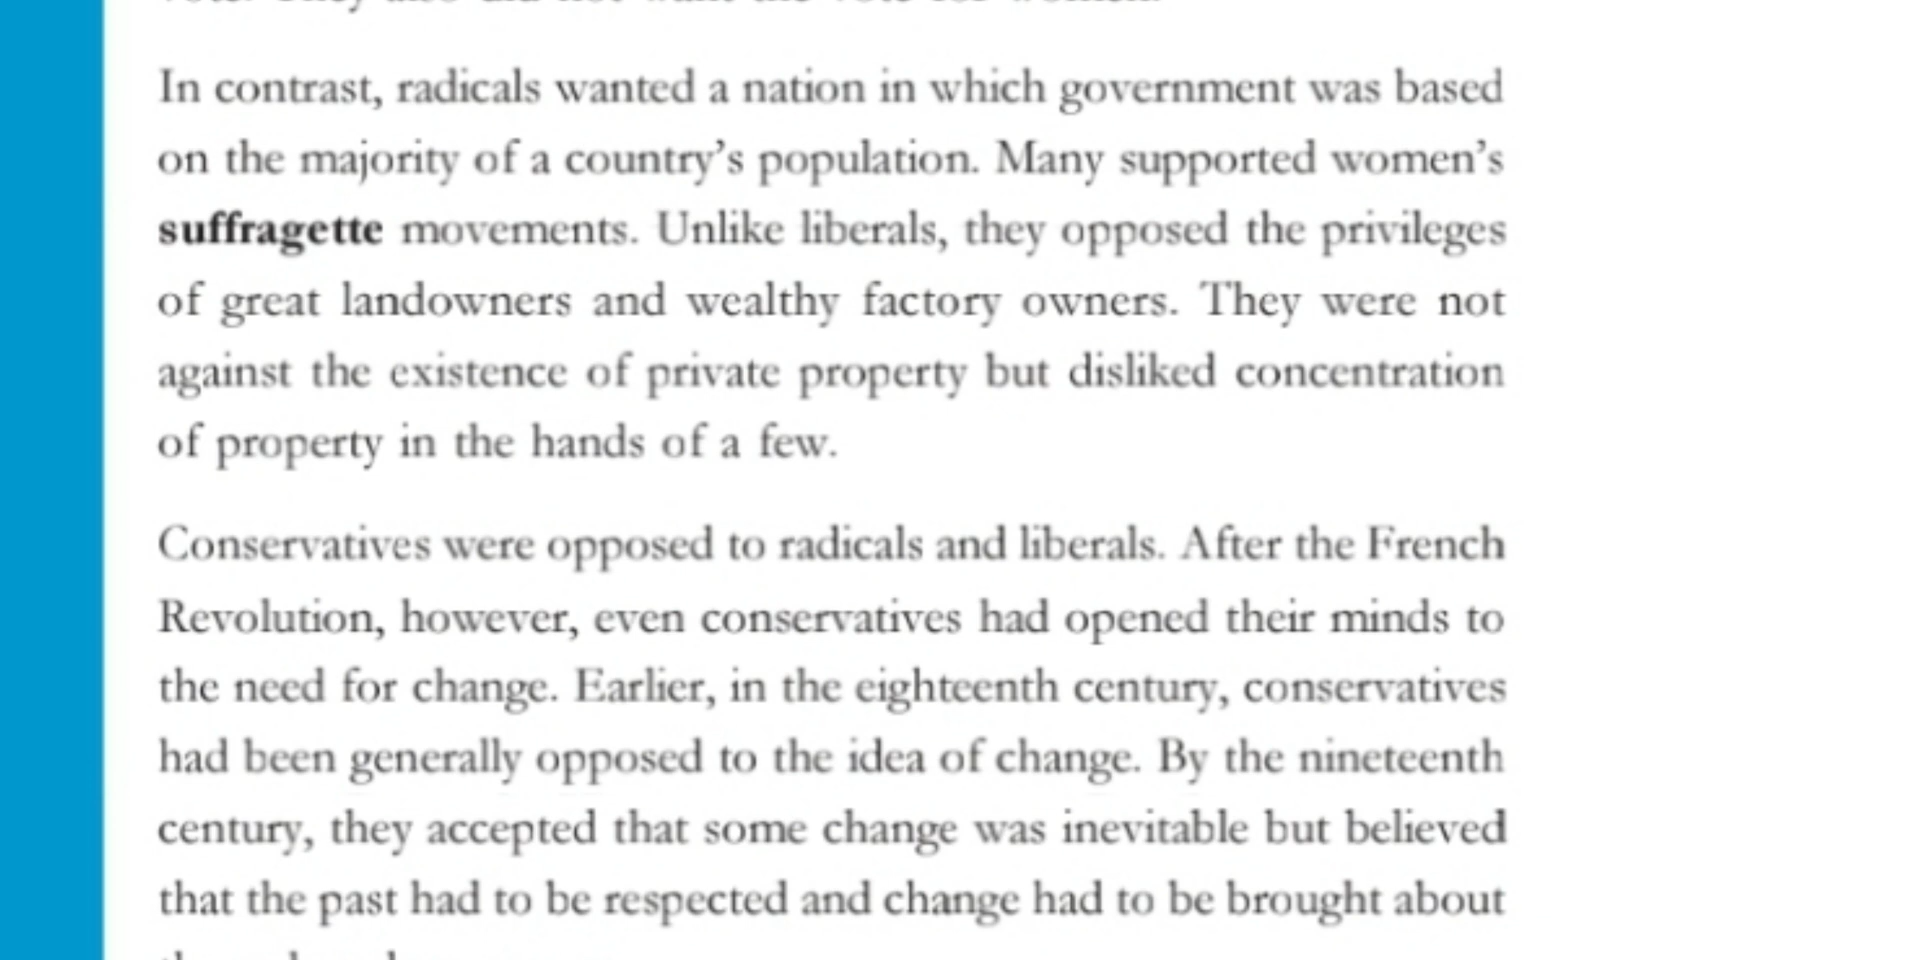 In contrast, radicals wanted a nation in which government was based
on the majority of a country’s population. Many supported women’s
suffragette movements. Unlike liberals, they opposed the privileges
of great landowners and wealthy factory owners. They were not
against the existence of private property but disliked concentration
of property in the hands of a few.
Conservatives were opposed to radicals and liberals. After the French
Revolution, however, even conservatives had opened their minds to
the need for change. Earlier, in the eighteenth century, conservatives
had been generally opposed to the idea of change. By the nineteenth
century, they accepted that some change was inevitable but believed
that the past had to be respected and change had to be brought about